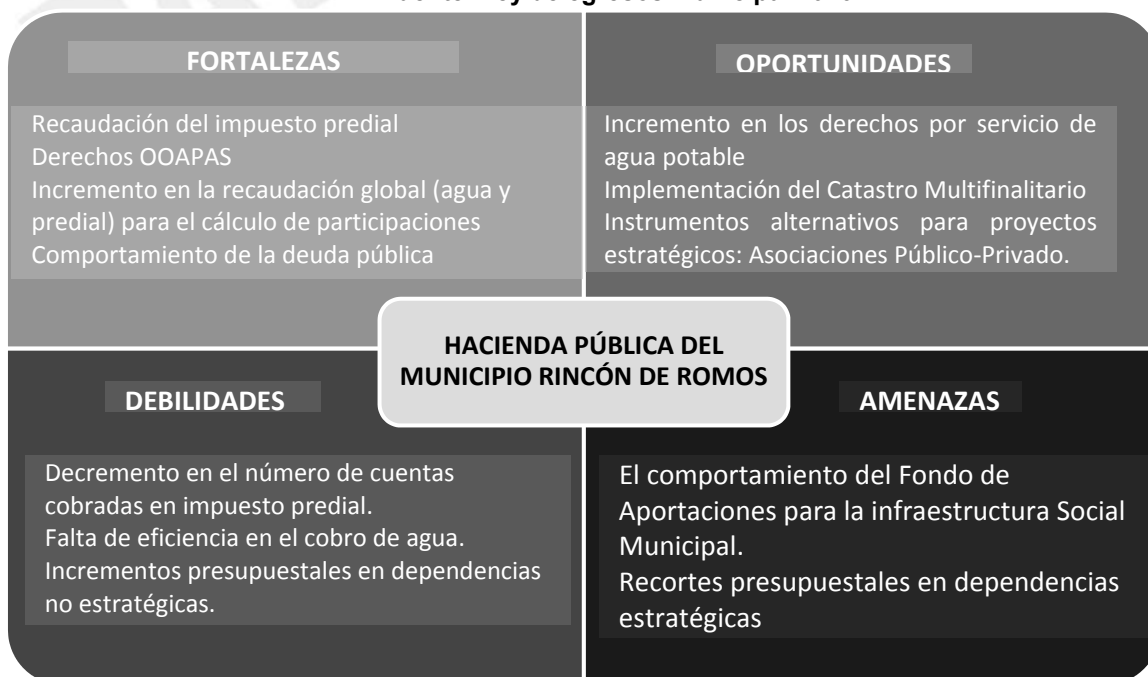 FORTALEZAS
Recaudación del impuesto predial
Derechos OOAPAS
Incremento en la recaudación global (agua y
predial) para el cálculo de participaciones
Comportamiento de la deuda pública
OPORTUNIDADES
Incremento en los derechos por servicio de
agua potable
Implementación del Catastro Multifinalitario
Instrumentos alternativos para proyectos
estratégicos: Asociaciones Público-Privado.
HACIENDA PÚBLICA DEL
MUNICIPIO RINCÓN DE ROMOS
DEBILIDADES
Decremento en el número de cuentas
cobradas en impuesto predial.
Falta de eficiencia en el cobro de agua.
Incrementos presupuestales en dependencias
no estratégicas.
AMENAZAS
El comportamiento del Fondo de
Aportaciones para la infraestructura Social
Municipal.
Recortes presupuestales en dependencias
estratégicas